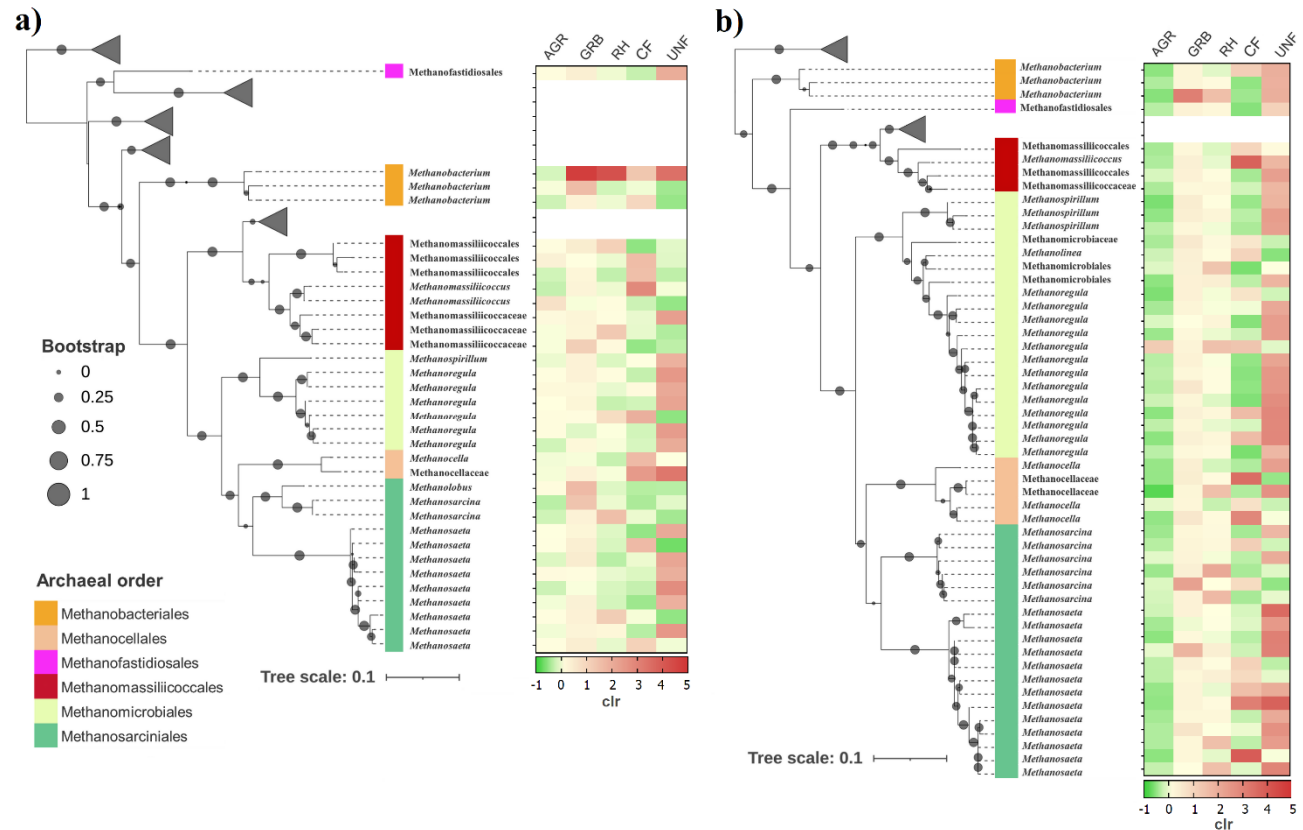 a)
AGR GRB RH CF UNF
Methanofastidiosales
Methanobacterium
Methanobacterium
Methanobacterium
Methanomassiliicoccales
Methanomassiliicoccales
Methanomassiliicoccales
Methanomassiliicoccus
Methanomassiliicoccus
Methanomassiliicoccaceae
Methanomassiliicoccaceae
Methanomassiliicoccaceae
Methanospirillum
Methanoregula
Methanoregula
Methanoregula
Methanoregula
Methanoregula
Methanoregula
Methanocella
Methanocellaceae
Methanolobus
Methanosarcina
Methanosarcina
Methanosaeta
Methanosaeta
Methanosaeta
Methanosaeta
Methanosaeta
Methanosaeta
Methanosaeta
Methanosaeta
Methanosaeta
Bootstrap
0
0.25
0.5
0.75
1
Archaeal order
Methanobacteriales
Methanocellales
Methanofastidiosales
Methanomassiliicoccales
Methanomicrobiales
Methanosarciniales
Tree scale: 0.1
-1 0 1 2 3 4 5
clr
b)
AGR GRB RH CF UNF
Methanobacterium
Methanobacterium
Methanobacterium
Methanofastidiosales
Methanomassiliicoccales
Methanomassiliicoccus
Methanomassiliicoccales
Methanomassiliicoccaceae
Methanospirillum
Methanospirillum
Methanospirillum
Methanomicrobiaceae
Methanolinea
Methanomicrobiales
Methanomicrobiales
Methanoregula
Methanoregula
Methanoregula
Methanoregula
Methanoregula
Methanoregula
Methanoregula
Methanoregula
Methanoregula
Methanoregula
Methanoregula
Methanoregula
Methanoregula
Methanocella
Methanocellaceae
Methanocellaceae
Methanocella
Methanocella
Methanosarcina
Methanosarcina
Methanosarcina
Methanosarcina
Methanosarcina
Methanosarcina
Methanosaeta
Methanosaeta
Methanosaeta
Methanosaeta
Methanosaeta
Methanosaeta
Methanosaeta
Methanosaeta
Methanosaeta
Methanosaeta
Methanosaeta
Methanosaeta
Methanosaeta
Tree scale: 0.1
-1 0 1 2 3 4 5
clr